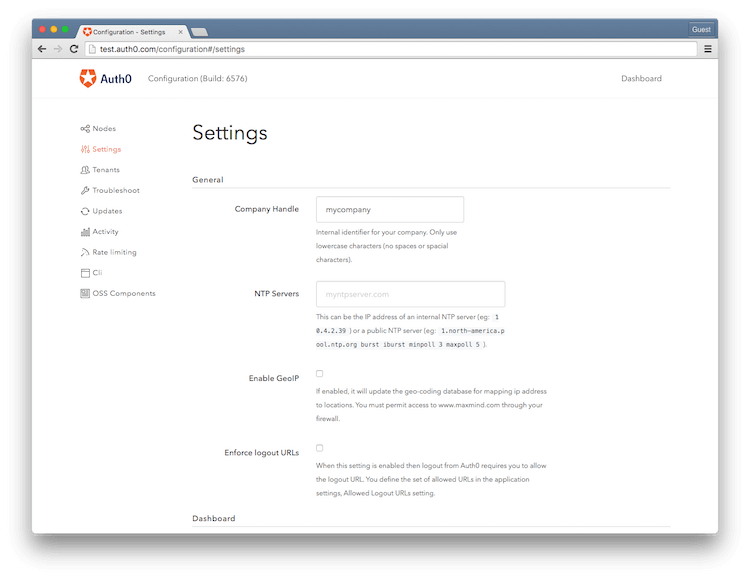 Configuration - Settings
Guest
test.auth0.com/configuration#/settings
Auth0
Configuration (Build: 6576)
Dashboard
Nodes
Settings
Tenants
Troubleshoot
Updates
Activity
Rate limiting
Cli
OSS Components
Settings
General
Company Handle
mycompany
Internal identifier for your company. Only use
lowercase characters (no spaces or spaial
characters).
NTP Servers
myntpserver.com
This can be the IP address of an internal NTP server (eg: 1
0.4.2.39 ) or a public NTP server (eg: 1.north-america.p
ool.ntp.org burst iburst minpoll 3 maxpoll 5 ).
Enable GeoIP
If enabled, it will update the geo-coding database for mapping ip address
to locations. You must permit access to www.maxmind.com through your
firewall.
Enforce logout URLs
When this setting is enabled then logout from Auth0 requires you to allow
the logout URL. You define the set of allowed URLs in the application
settings, Allowed Logout URLs setting.
Dashboard